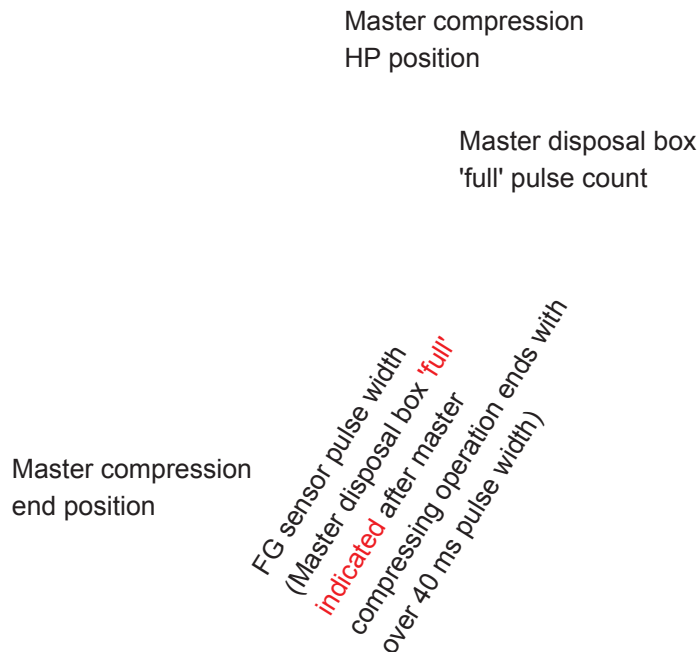 Master compression
HP position
Master disposal box
'full' pulse count
FG sensor pulse width
(Master disposal box 'full'
indicated after master
compressing operation ends with
over 40 ms pulse width)
Master compression
end position